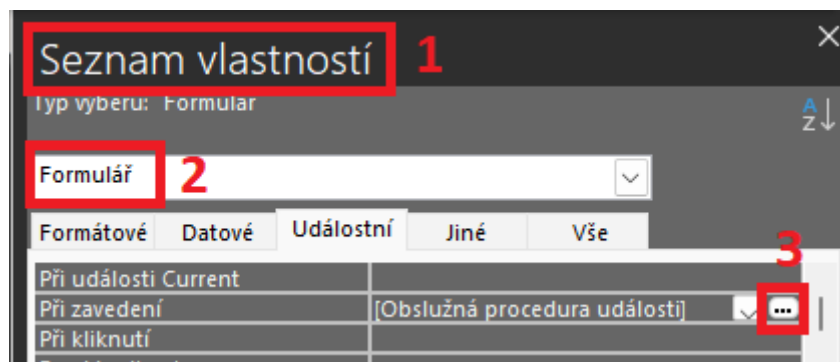 Seznam vlastností 1
Typ výběru: Formulář
Formulář 2
Formátové Datové Událostní Jiné Vše
3
Při události Current
Při zavedení [Obslužná procedura události] ...
Při kliknutí